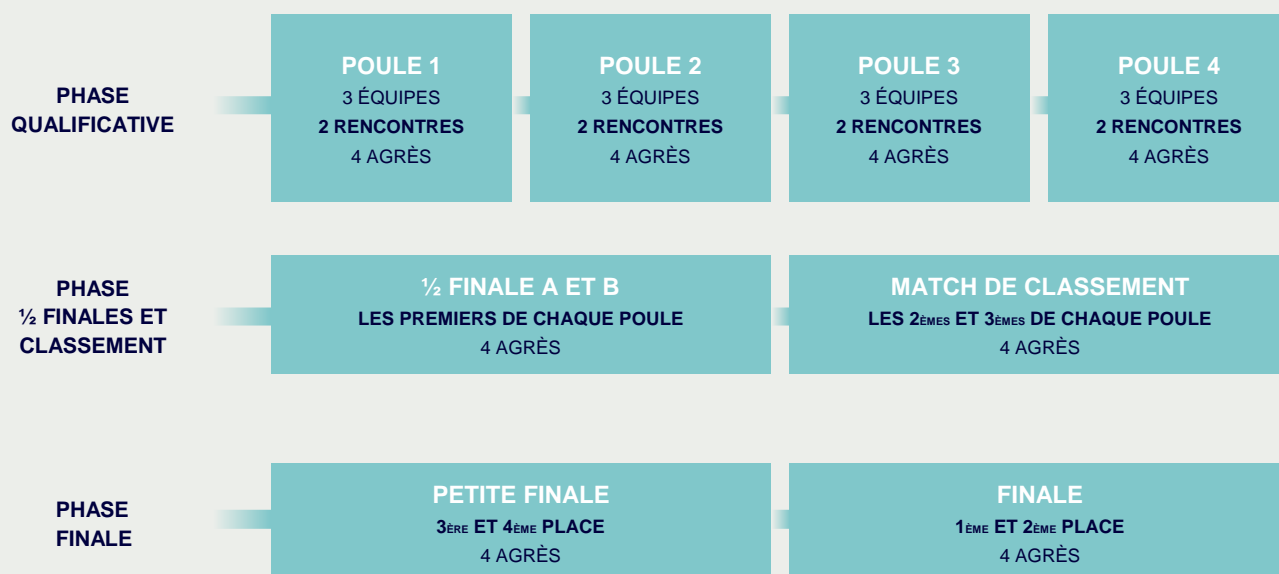 PHASE
QUALIFICATIVE
POULE 1
3 ÉQUIPES
2 RENCONTRES
4 AGRÈS
POULE 2
3 ÉQUIPES
2 RENCONTRES
4 AGRÈS
POULE 3
3 ÉQUIPES
2 RENCONTRES
4 AGRÈS
POULE 4
3 ÉQUIPES
2 RENCONTRES
4 AGRÈS
PHASE
½ FINALES ET
CLASSEMENT
½ FINALE A ET B
LES PREMIERS DE CHAQUE POULE
4 AGRÈS
MATCH DE CLASSEMENT
LES 2ÈMES ET 3ÈMES DE CHAQUE POULE
4 AGRÈS
PHASE
FINALE
PETITE FINALE
3ÈRE ET 4ÈME PLACE
4 AGRÈS
FINALE
1ÈME ET 2ÈME PLACE
4 AGRÈS